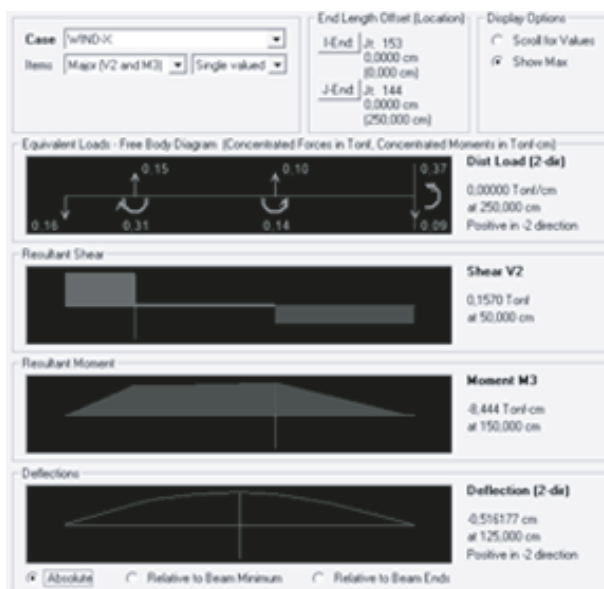 End Length Offset (Location)
Display Options
Case WIND-X
Items Major (V2 and M3) Single valued
I-End: Jt: 153
0,0000 cm
(0,000 cm)
J-End: Jt: 144
0,0000 cm
(250,000 cm)
Scroll for Values
Show Max
Equivalent Loads - Free Body Diagram (Concentrated Forces in Tonf, Concentrated Moments in Tonf-cm)
0.15 0.10 0.37
0.16 0.31 0.14 0.09
Dist Load (2-dir)
0,00000 Tonf/cm
at 250,000 cm
Positive in -2 direction
Resultant Shear
Shear V2
0,1570 Tonf
at 50,000 cm
Resultant Moment
Moment M3
-8,444 Tonf-cm
at 150,000 cm
Deflections
Deflection (2-dir)
-0,516177 cm
at 125,000 cm
Positive in -2 direction
Absolute Relative to Beam Minimum Relative to Beam Ends